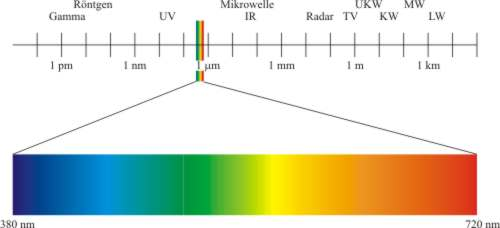 Röntgen Mikrowelle UKW MW
Gamma UV IR Radar TV KW LW
1 pm 1 nm 1 μm 1 mm 1 m 1 km
380 nm 720 nm